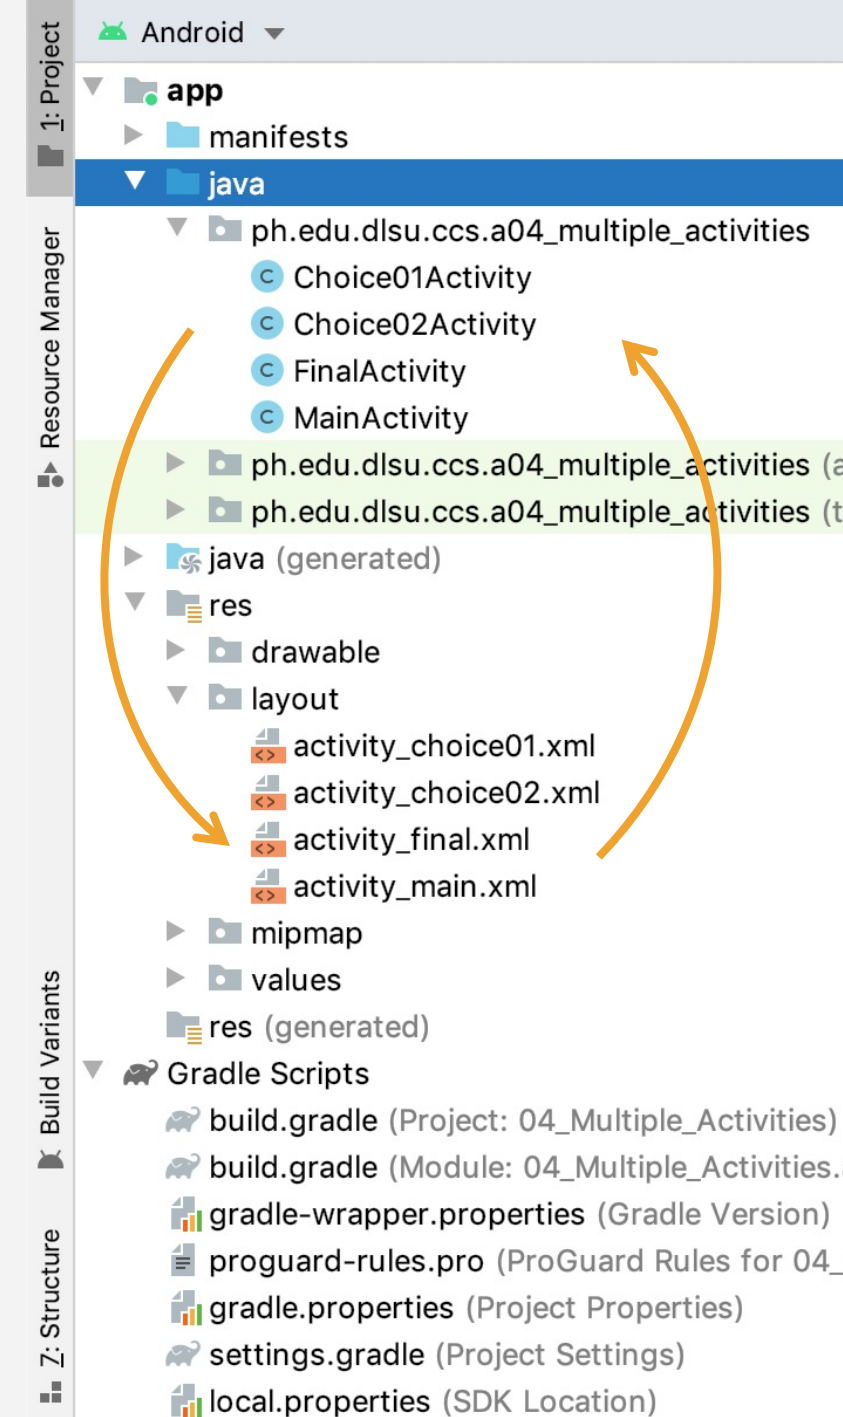 Android
app
manifests
java
ph.edu.dlsu.ccs.a04_multiple_activities
C Choice01Activity
C Choice02Activity
C FinalActivity
C MainActivity
ph.edu.dlsu.ccs.a04_multiple_activities (a
ph.edu.dlsu.ccs.a04_multiple_activities (t
java (generated)
res
drawable
layout
<> activity_choice01.xml
<> activity_choice02.xml
<> activity_final.xml
<> activity_main.xml
mipmap
values
res (generated)
Gradle Scripts
build.gradle (Project: 04_Multiple_Activities)
build.gradle (Module: 04_Multiple_Activities.
gradle-wrapper.properties (Gradle Version)
proguard-rules.pro (ProGuard Rules for 04_
gradle.properties (Project Properties)
settings.gradle (Project Settings)
local.properties (SDK Location)
1: Project
Resource Manager
Build Variants
Z: Structure